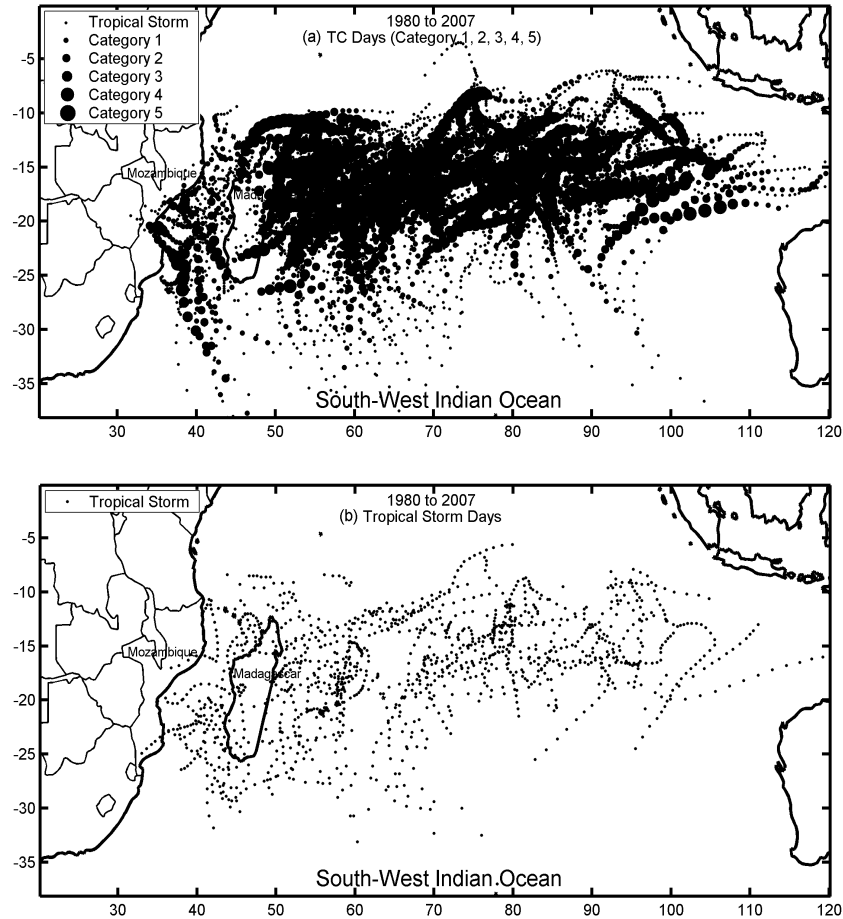 1980 to 2007
(a) TC Days (Category 1, 2, 3, 4, 5)
Tropical Storm
Category 1
Category 2
Category 3
Category 4
Category 5
-5
-10
-15
-20
-25
-30
-35
Mozambique
Mada
South-West Indian Ocean
30 40 50 60 70 80 90 100 110 120
1980 to 2007
(b) Tropical Storm Days
Tropical Storm
-5
-10
-15
-20
-25
-30
-35
Mozambique
Madagascar
South-West Indian Ocean
20 30 40 50 60 70 80 90 100 110 120